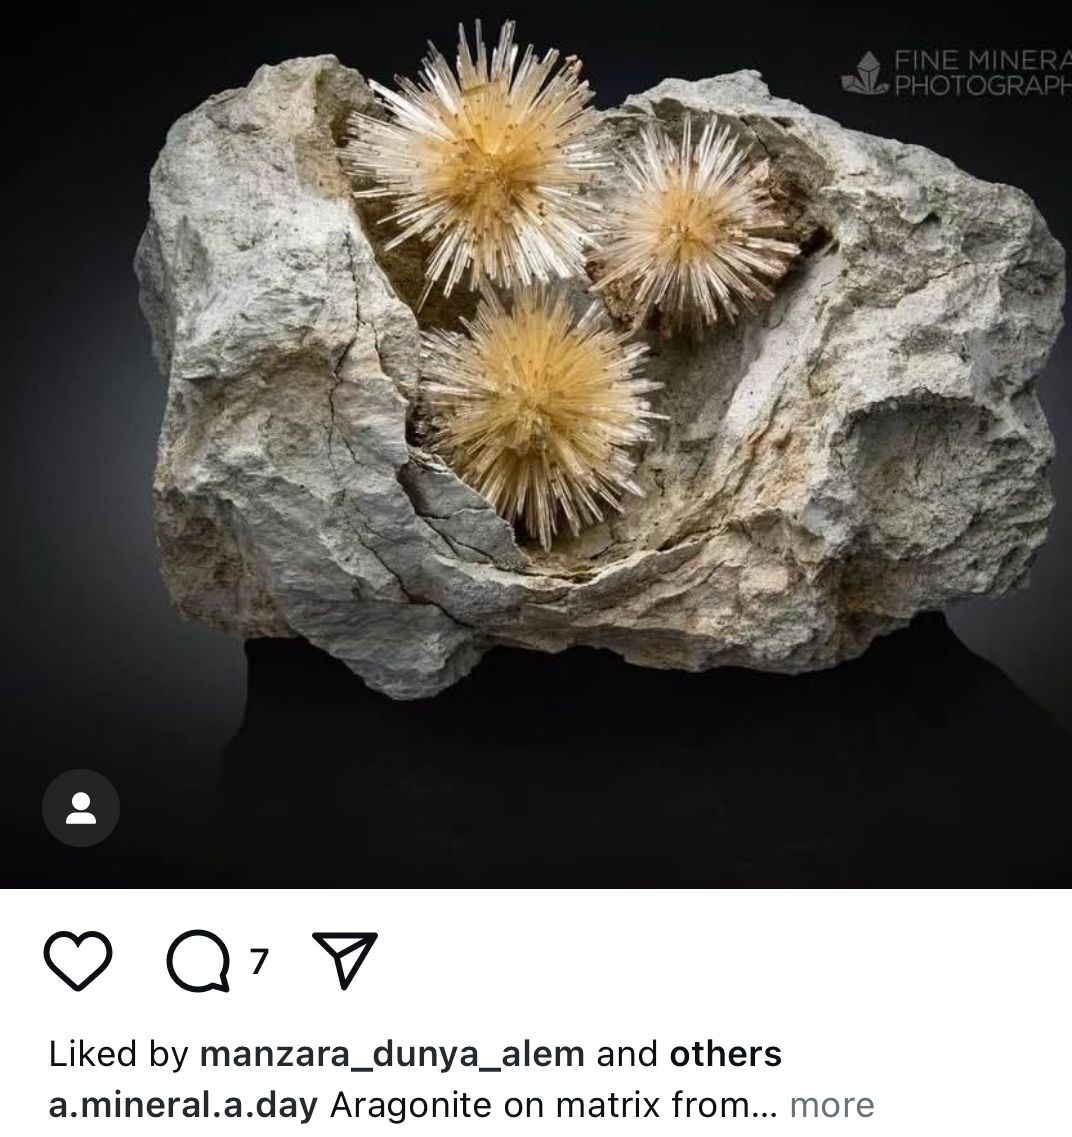 FINE MINERA
PHOTOGRAPH
7
Liked by manzara_dunya_alem and others
a.mineral.a.day Aragonite on matrix from... more